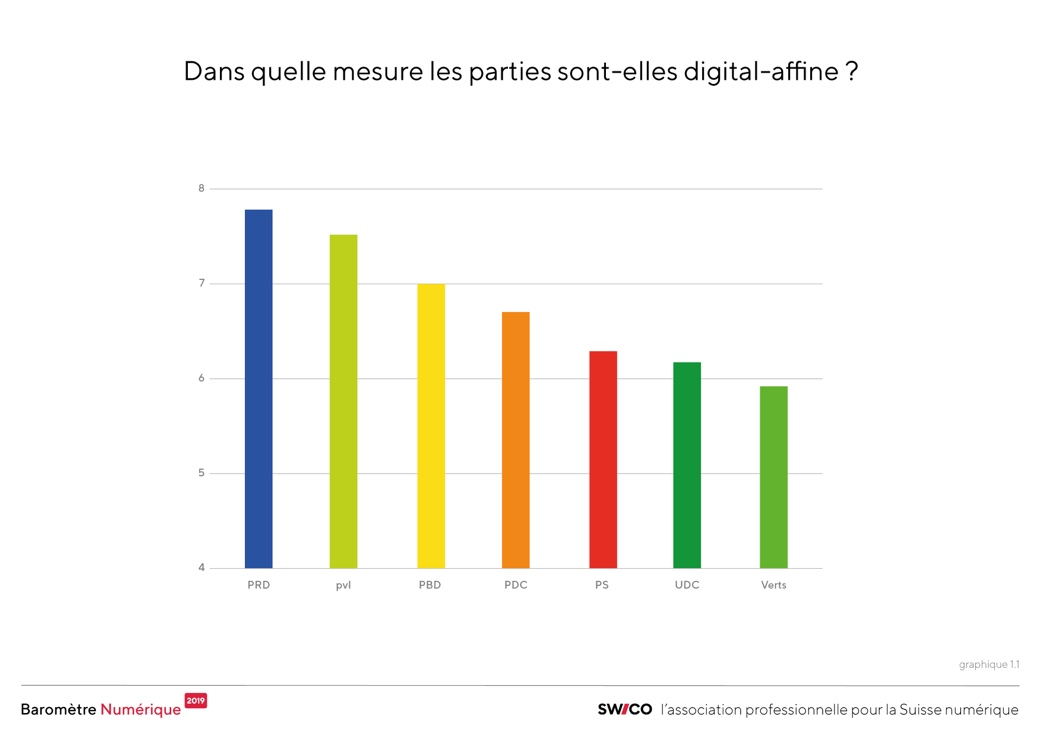 Dans quelle mesure les parties sont-elles digital-affine ?
8
7
6
5
4
PRD pvl PBD PDC PS UDC Verts
graphique 1.1
Baromètre Numérique 2019
SWICO l'association professionnelle pour la Suisse numérique